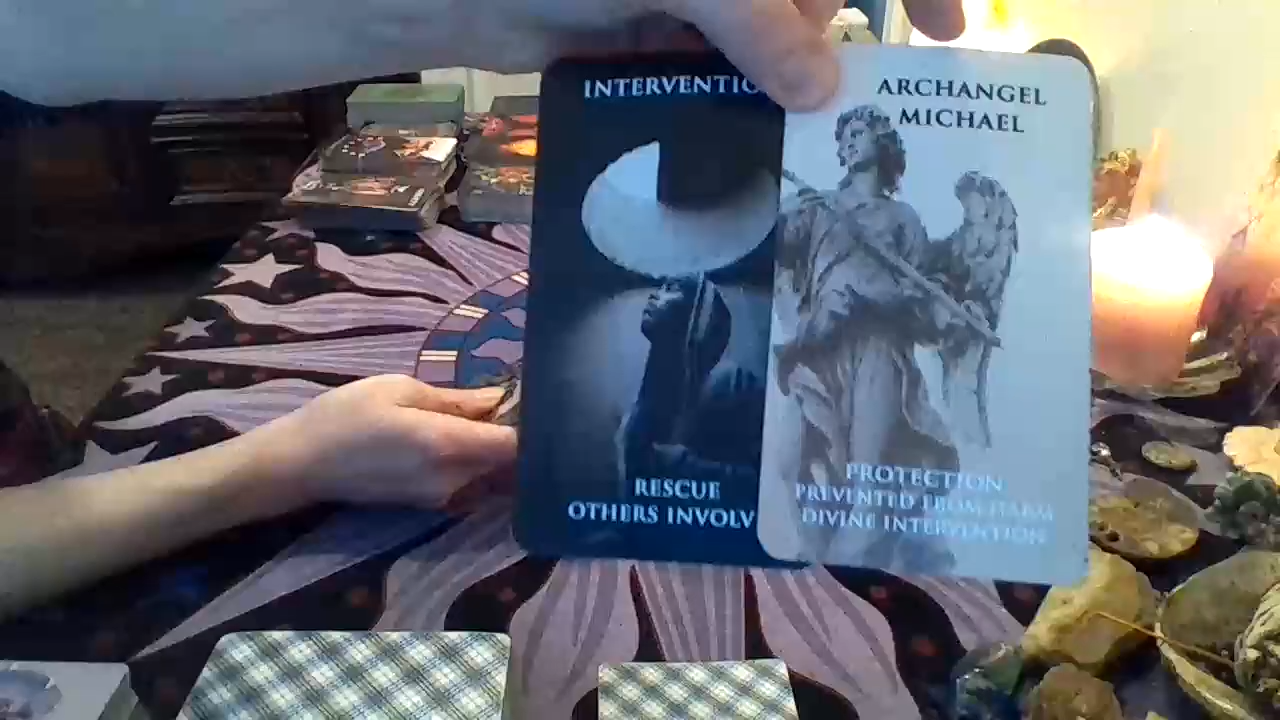 INTERVENTIO
RESCUE
OTHERS INVOLV
ARCHANGEL
MICHAEL
PROTECTION
PREVENTED FROM HARM
DIVINE INTERVENTION